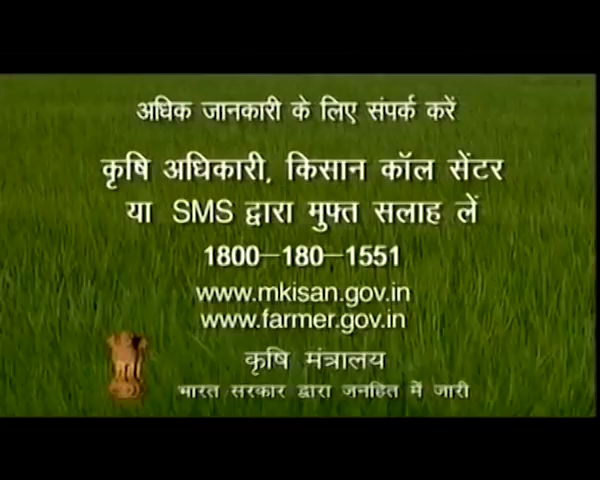 अधिक जानकारी के लिए संपर्क करें
कृषि अधिकारी, किसान कॉल सेंटर
या SMS द्वारा मुफ्त सलाह लें
1800-180-1551
www.mkisan.gov.in
www.farmer.gov.in
कृषि मंत्रालय
भारत सरकार द्वारा जनहित में जारी